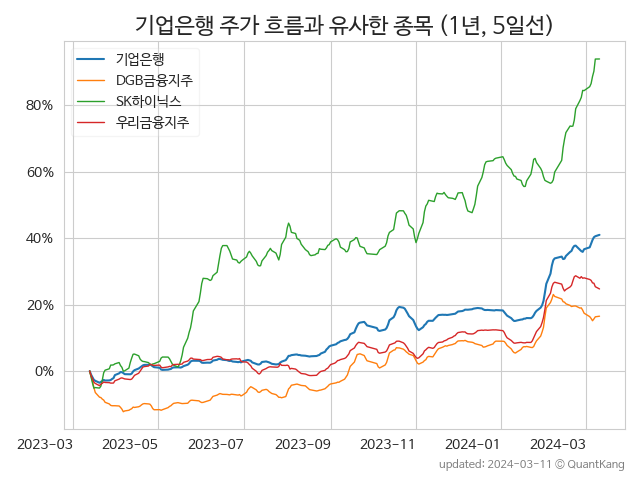 기업은행 주가 흐름과 유사한 종목 (1년, 5일선)
기업은행
DGB금융지주
SK하이닉스
우리금융지주
80%
60%
40%
20%
0%
2023-03 2023-05 2023-07 2023-09 2023-11 2024-01 2024-03
updated: 2024-03-11 © QuantKang